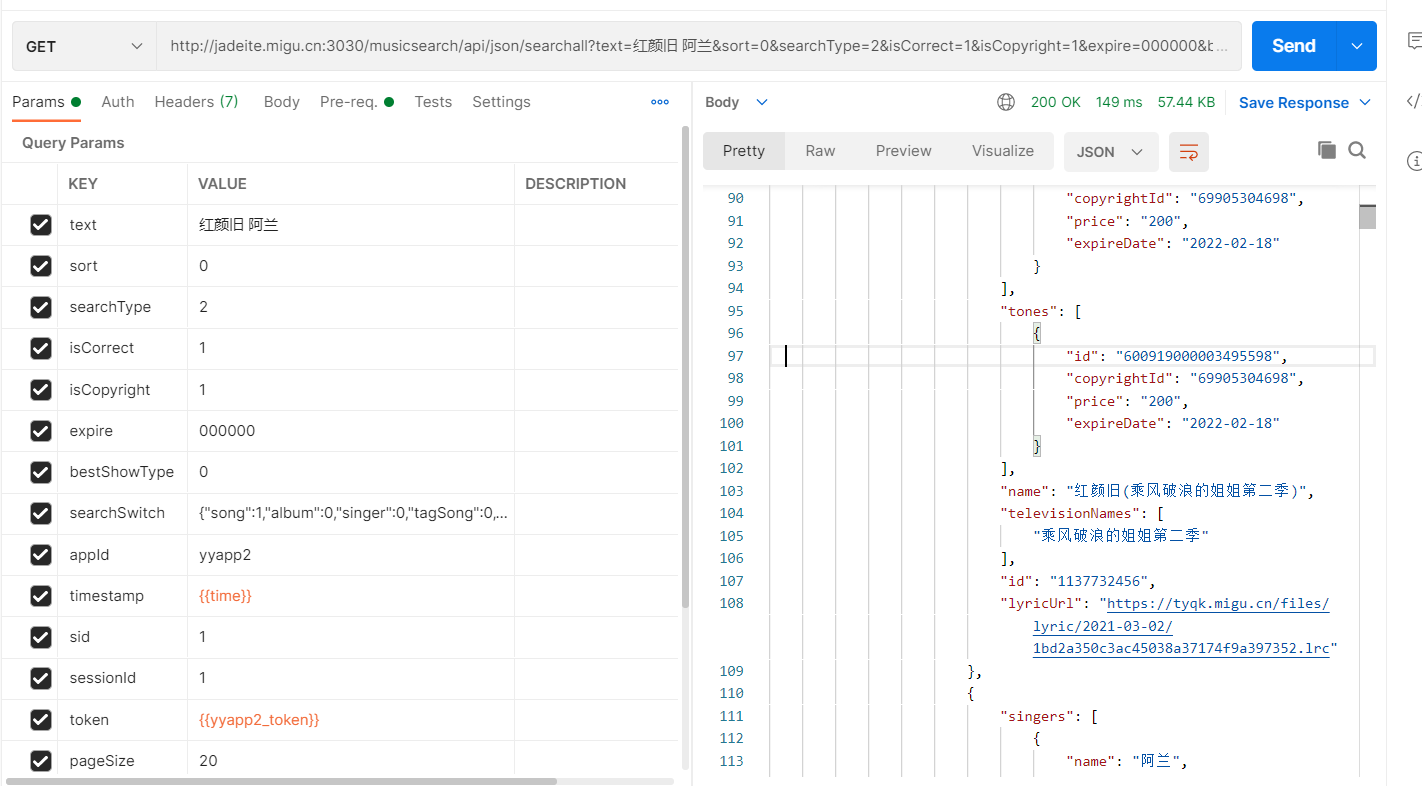 GET
http://jadeite.migu.cn:3030/musicsearch/api/json/searchall?text=红颜旧 阿兰&sort=0&searchType=2&isCorrect=1&isCopyright=1&expire=000000&b...
Send
Params Auth Headers (7) Body Pre-req. Tests Settings
Query Params
KEY VALUE DESCRIPTION
text 红颜旧 阿兰
sort 0
searchType 2
isCorrect 1
isCopyright 1
expire 000000
bestShowType 0
searchSwitch {"song":1,"album":0,"singer":0,"tagSong":0,...
appId yyapp2
timestamp {{time}}
sid 1
sessionId 1
token {{yyapp2_token}}
pageSize 20
Body 200 OK 149 ms 57.44 KB Save Response
Pretty Raw Preview Visualize JSON
90 "copyrightId": "69905304698",
91 "price": "200",
92 "expireDate": "2022-02-18"
93 }
94 ],
95 "tones": [
96 {
97 "id": "600919000003495598",
98 "copyrightId": "69905304698",
99 "price": "200",
100 "expireDate": "2022-02-18"
101 }
102 ],
103 "name": "红颜旧(乘风破浪的姐姐第二季)",
104 "televisionNames": [
105 "乘风破浪的姐姐第二季"
106 ],
107 "id": "1137732456",
108 "lyricUrl": "https://tyqk.migu.cn/files/
lyric/2021-03-02/
1bd2a350c3ac45038a37174f9a397352.lrc"
109 },
110 {
111 "singers": [
112 {
113 "name": "阿兰",